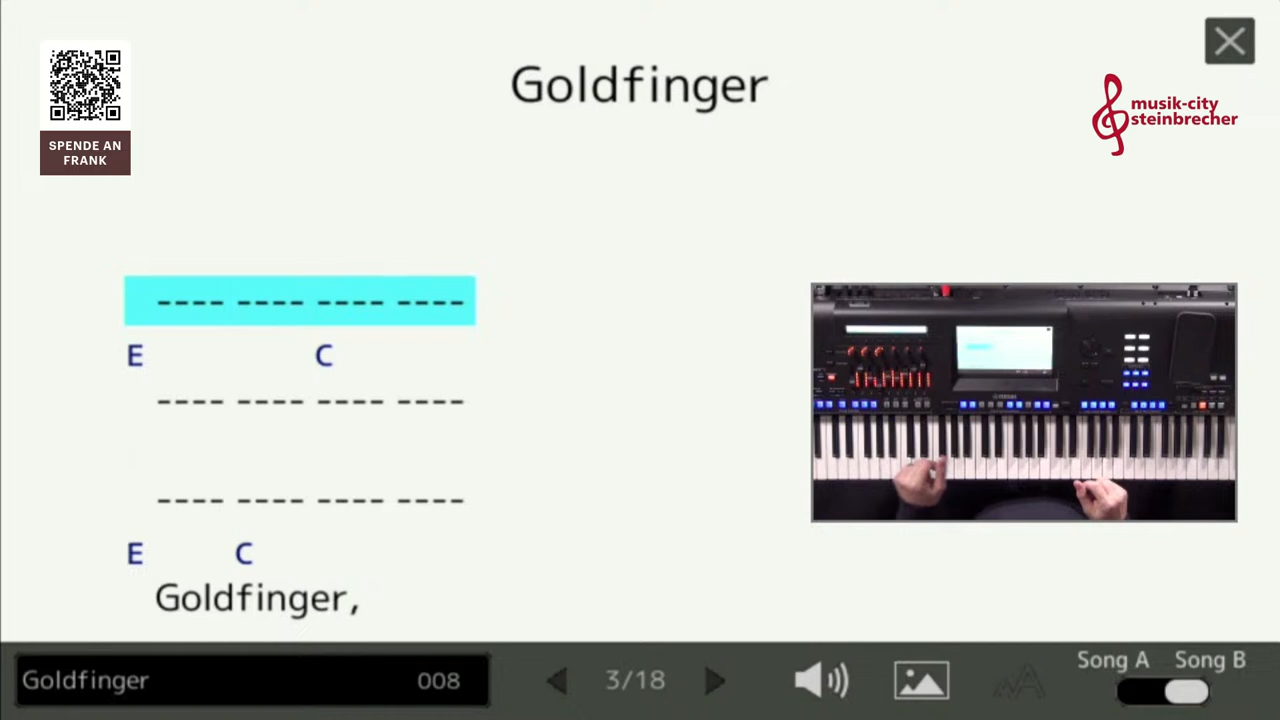 Goldfinger
SPENDE AN
FRANK
musik-city
steinbrecher
---- ---- ---- ----
E C
---- ---- ---- ----
---- ---- ---- ----
E C
Goldfinger,
Goldfinger 008
3/18
Song A Song B